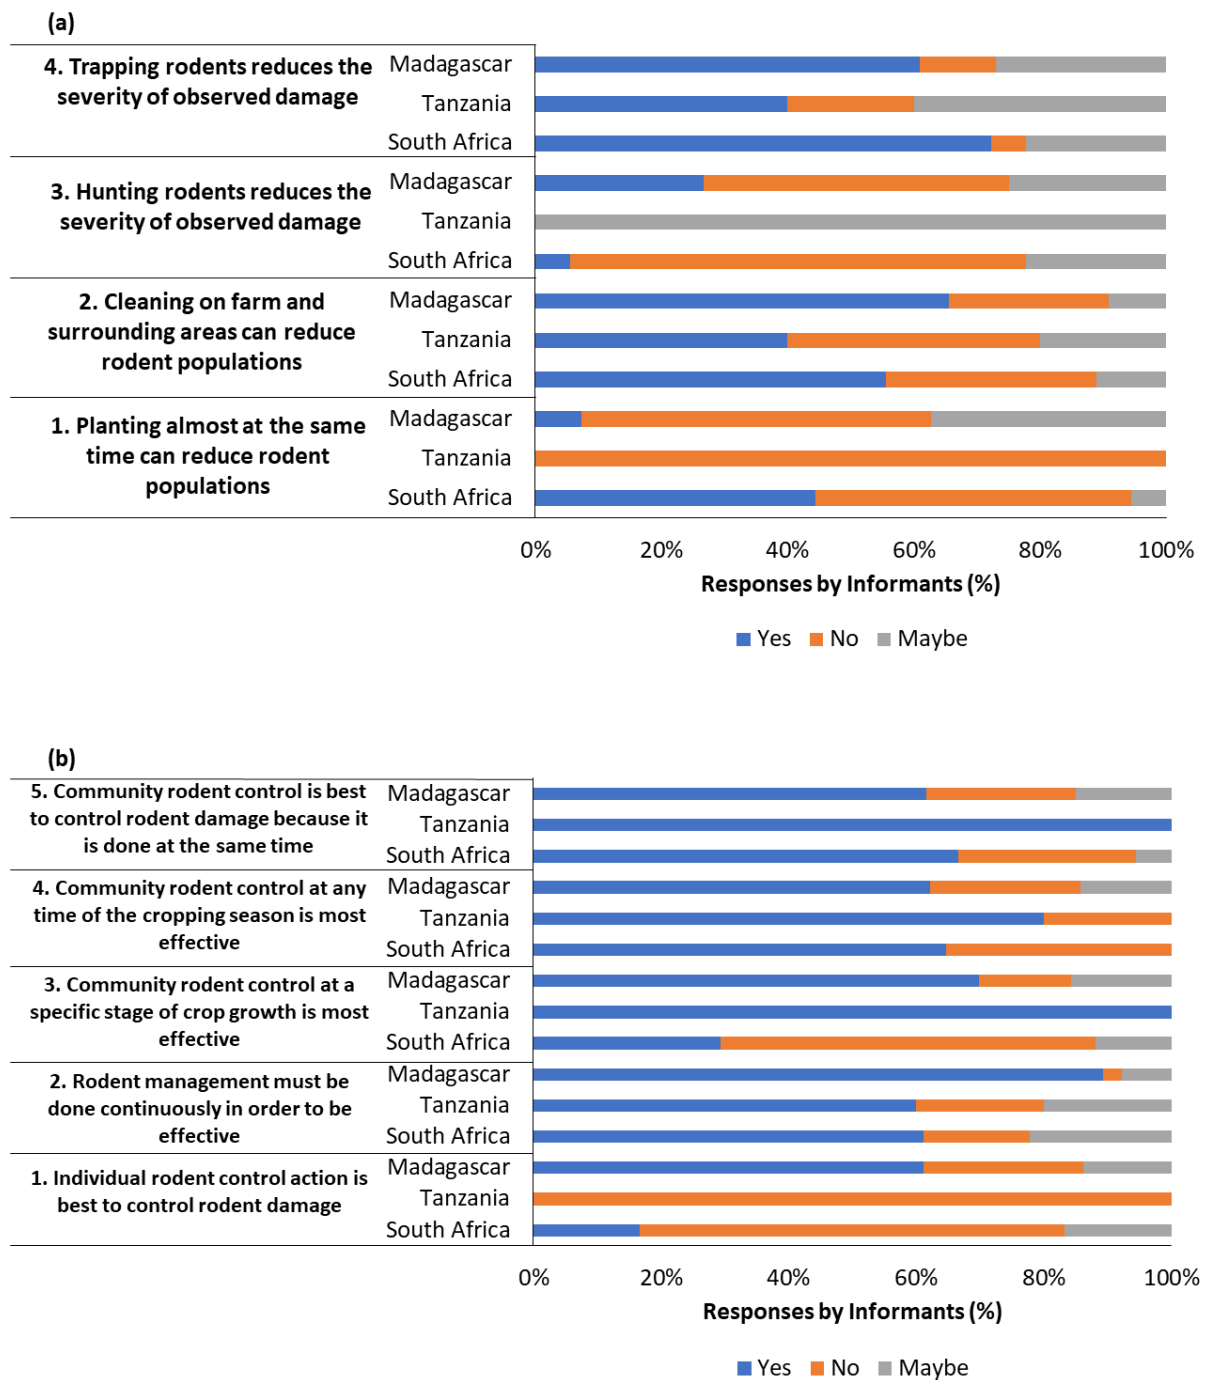 (a)
4. Trapping rodents reduces the
severity of observed damage
Madagascar
Tanzania
South Africa
3. Hunting rodents reduces the
severity of observed damage
Madagascar
Tanzania
South Africa
2. Cleaning on farm and
surrounding areas can reduce
rodent populations
Madagascar
Tanzania
South Africa
1. Planting almost at the same
time can reduce rodent
populations
Madagascar
Tanzania
South Africa
0% 20% 40% 60% 80% 100%
Responses by Informants (%)
Yes No Maybe
(b)
5. Community rodent control is best
to control rodent damage because it
is done at the same time
Madagascar
Tanzania
South Africa
4. Community rodent control at any
time of the cropping season is most
effective
Madagascar
Tanzania
South Africa
3. Community rodent control at a
specific stage of crop growth is most
effective
Madagascar
Tanzania
South Africa
2. Rodent management must be
done continuously in order to be
effective
Madagascar
Tanzania
South Africa
1. Individual rodent control action is
best to control rodent damage
Madagascar
Tanzania
South Africa
0% 20% 40% 60% 80% 100%
Responses by Informants (%)
Yes No Maybe